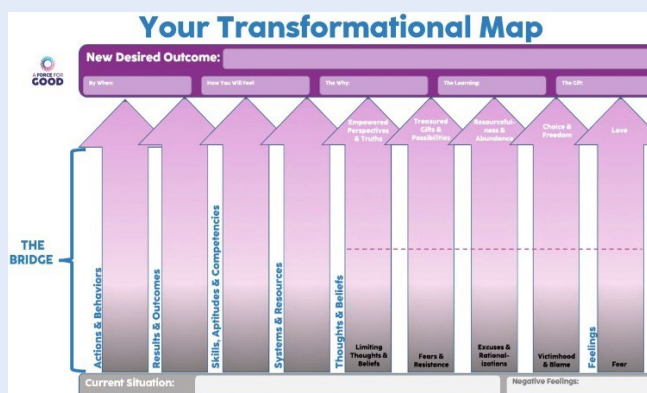 Your Transformational Map
A FORCE FOR
GOOD
New Desired Outcome:
By When:
How You Will Feel:
The Why:
The Learning:
The Gift
Empowered
Perspectives
& Truths
Treasured
Gifts &
Possibilities
Resourceful-
ness &
Abundance
Choice &
Freedom
Love
THE
BRIDGE
Actions & Behaviors
Results & Outcomes
Skills, Aptitudes & Competencies
Systems & Resources
Thoughts & Beliefs
Feelings
Limiting
Thoughts &
Beliefs
Fears &
Resistance
Excuses &
Rational-
izations
Victimhood
& Blame
Fear
Current Situation:
Negative Feelings: